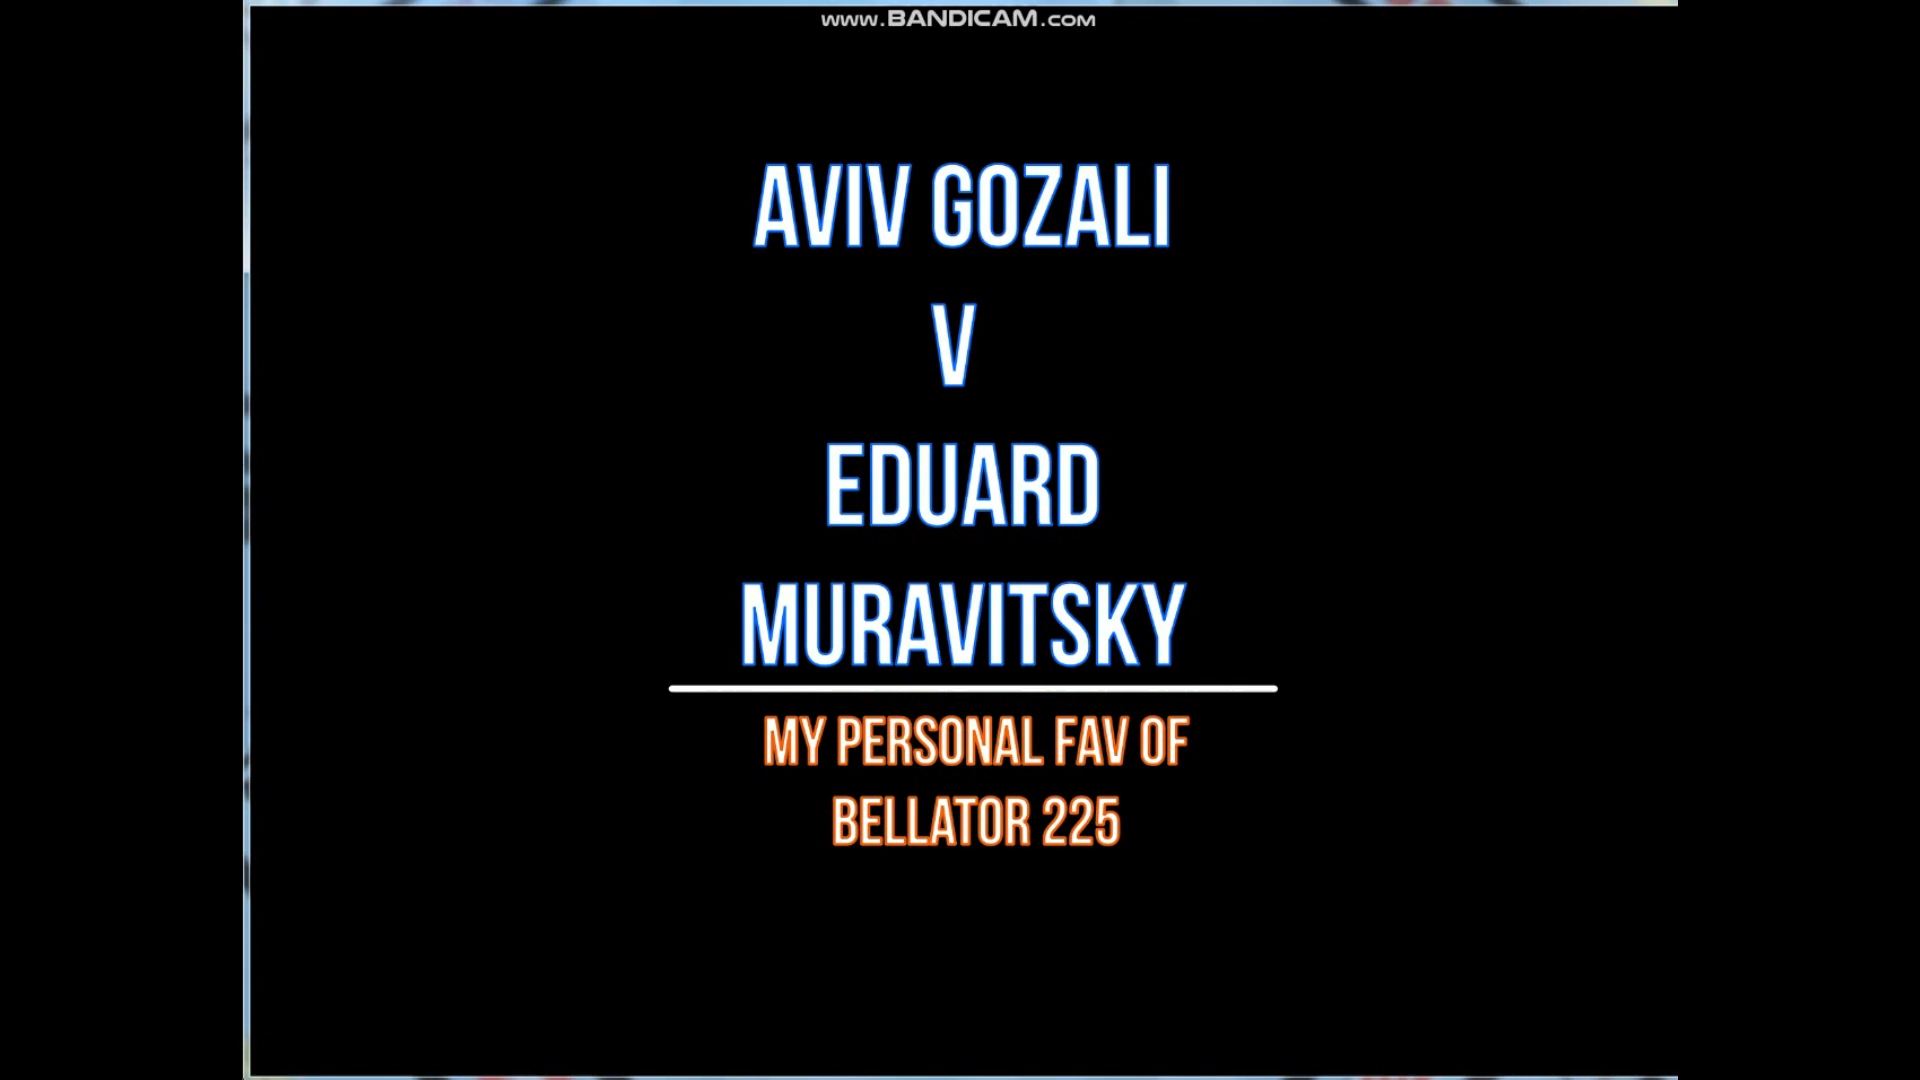 www.BANDICAM.com
AVIV GOZALI
V
EDUARD
MURAVITSKY
MY PERSONAL FAV OF
BELLATOR 225